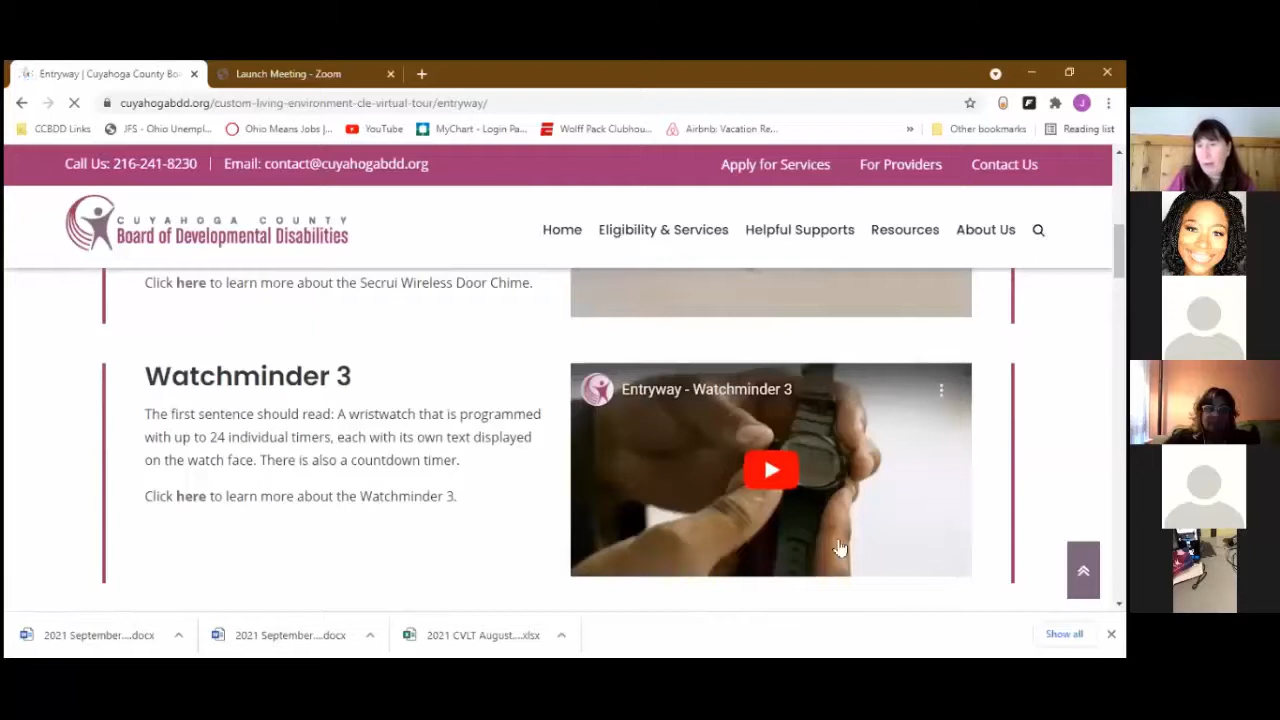 Entryway | Cuyahoga County Bo
Launch Meeting - Zoom
cuyahogabdd.org/custom-living-environment-cle-virtual-tour/entryway/
J
CCBDD Links
JFS - Ohio Unempl...
Ohio Means Jobs |...
YouTube
MyChart - Login Pa...
Wolff Pack Clubhou...
Airbnb: Vacation Re...
»
Other bookmarks
Reading list
Call Us: 216-241-8230 | Email: contact@cuyahogabdd.org
Apply for Services
For Providers
Contact Us
CUYAHOGA COUNTY
Board of Developmental Disabilities
Home
Eligibility & Services
Helpful Supports
Resources
About Us
Click here to learn more about the Secrui Wireless Door Chime.
Watchminder 3
The first sentence should read: A wristwatch that is programmed
with up to 24 individual timers, each with its own text displayed
on the watch face. There is also a countdown timer.
Click here to learn more about the Watchminder 3.
Entryway - Watchminder 3
2021 September....docx
2021 September....docx
2021 CVLT August....xlsx
Show all